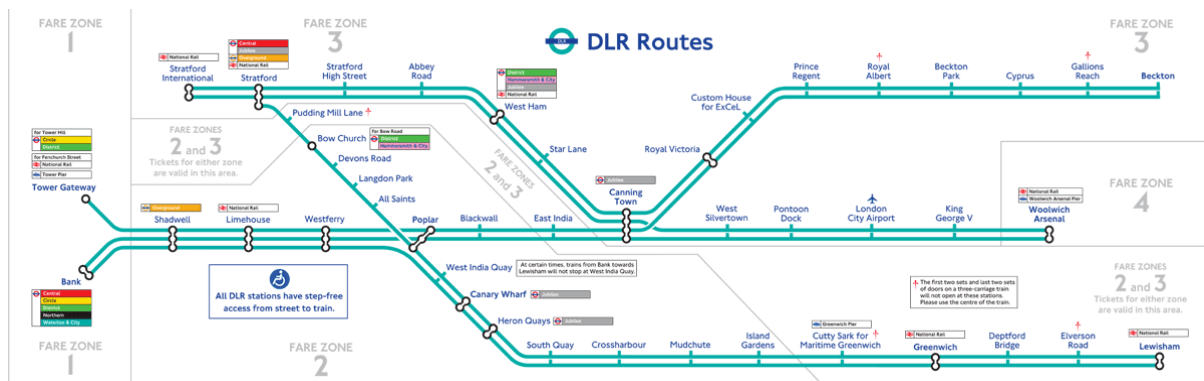 FARE ZONE
1
FARE ZONE
3
DLR
DLR Routes
FARE ZONE
3
National Rail
Stratford
International
Central
Jubilee
Overground
National Rail
Stratford
Stratford
High Street
Abbey
Road
District
Hammersmith & City
Jubilee
National Rail
West Ham
Prince
Regent
Royal
Albert
Beckton
Park
Cyprus
Gallions
Reach
Beckton
Custom House
for ExCeL
Pudding Mill Lane
FARE ZONES
2 and 3
Tickets for either zone
are valid in this area.
Bow Church
for Bow Road
District
Hammersmith & City
Devons Road
Langdon Park
All Saints
Star Lane
FARE ZONES
2 and 3
Royal Victoria
for Tower Hill
Circle
District
for Fenchurch Street
National Rail
Tower Pier
Tower Gateway
Jubilee
Canning
Town
National Rail
Woolwich Arsenal Pier
Woolwich
Arsenal
FARE ZONE
4
Overground
Shadwell
National Rail
Limehouse
Westferry
Poplar
Blackwall
East India
West
Silvertown
Pontoon
Dock
London
City Airport
King
George V
Bank
Central
Circle
District
Northern
Waterloo & City
All DLR stations have step-free
access from street to train.
West India Quay
At certain times, trains from Bank towards
Lewisham will not stop at West India Quay.
Canary Wharf
Jubilee
Heron Quays
Jubilee
The first two sets and last two sets
of doors on a three-carriage train
will not open at these stations.
Please use the centre of the train.
FARE ZONES
2 and 3
Tickets for either zone
are valid in this area.
FARE ZONE
1
FARE ZONE
2
South Quay
Crossharbour
Mudchute
Island
Gardens
Greenwich Pier
Cutty Sark for
Maritime Greenwich
National Rail
Greenwich
Deptford
Bridge
Elverson
Road
National Rail
Lewisham